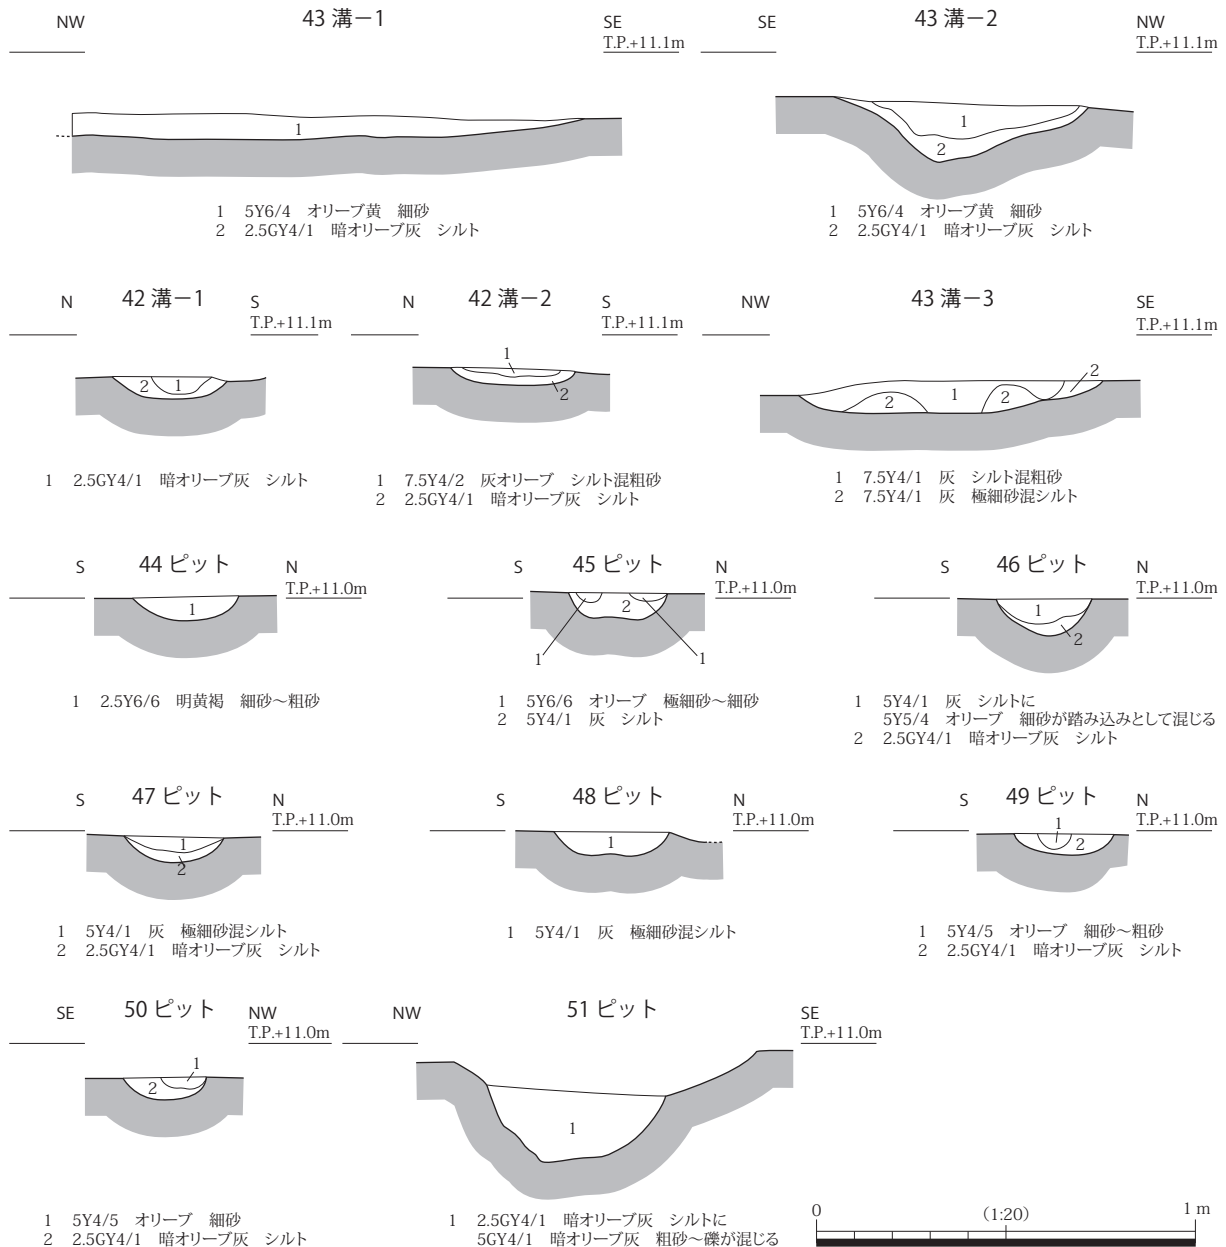 NW 43 溝－1 SE
T.P.+11.1m
1
1 5Y6/4 オリーブ黄 細砂
2 2.5GY4/1 暗オリーブ灰 シルト
SE 43 溝－2 NW
T.P.+11.1m
1
2
1 5Y6/4 オリーブ黄 細砂
2 2.5GY4/1 暗オリーブ灰 シルト
N 42 溝－1 S
T.P.+11.1m
2 1
1 2.5GY4/1 暗オリーブ灰 シルト
N 42 溝－2 S
T.P.+11.1m
1
2
1 7.5Y4/2 灰オリーブ シルト混粗砂
2 2.5GY4/1 暗オリーブ灰 シルト
NW 43 溝－3 SE
T.P.+11.1m
2
2 1 2
1 7.5Y4/1 灰 シルト混粗砂
2 7.5Y4/1 灰 極細砂混シルト
S 44 ピット N
T.P.+11.0m
1
1 2.5Y6/6 明黄褐 細砂～粗砂
S 45 ピット N
T.P.+11.0m
2
1 1
1 5Y6/6 オリーブ 極細砂～細砂
2 5Y4/1 灰 シルト
S 46 ピット N
T.P.+11.0m
1
2
1 5Y4/1 灰 シルトに
5Y5/4 オリーブ 細砂が踏み込みとして混じる
2 2.5GY4/1 暗オリーブ灰 シルト
S 47 ピット N
T.P.+11.0m
1
2
1 5Y4/1 灰 極細砂混シルト
2 2.5GY4/1 暗オリーブ灰 シルト
S 48 ピット N
T.P.+11.0m
1
1 5Y4/1 灰 極細砂混シルト
S 49 ピット N
T.P.+11.0m
1
2
1 5Y4/5 オリーブ 細砂～粗砂
2 2.5GY4/1 暗オリーブ灰 シルト
SE 50 ピット NW
T.P.+11.0m
1
2
1 5Y4/5 オリーブ 細砂
2 2.5GY4/1 暗オリーブ灰 シルト
NW 51 ピット SE
T.P.+11.0m
1
1 2.5GY4/1 暗オリーブ灰 シルトに
5GY4/1 暗オリーブ灰 粗砂～礫が混じる
0 (1:20) 1 m